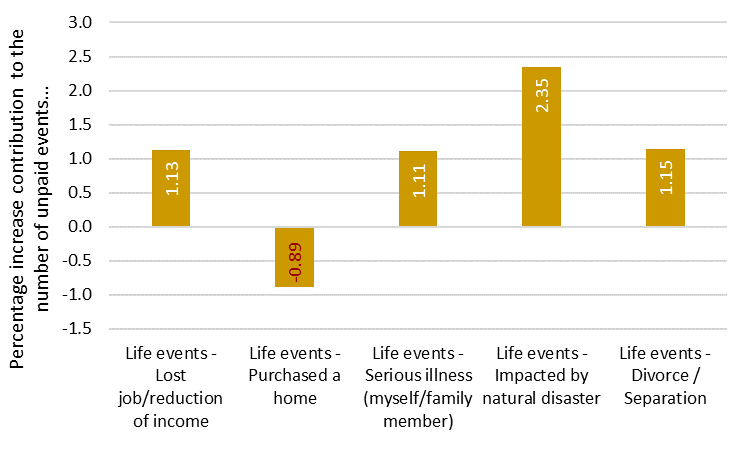 Percentage increase contribution to the
number of unpaid events...
3.0
2.5
2.0
1.5
1.0
0.5
0.0
-0.5
-1.0
-1.5
1.13
-0.89
1.11
2.35
1.15
Life events -
Lost
job/reduction
of income
Life events -
Purchased a
home
Life events -
Serious illness
(myself/family
member)
Life events -
Impacted by
natural disaster
Life events -
Divorce /
Separation